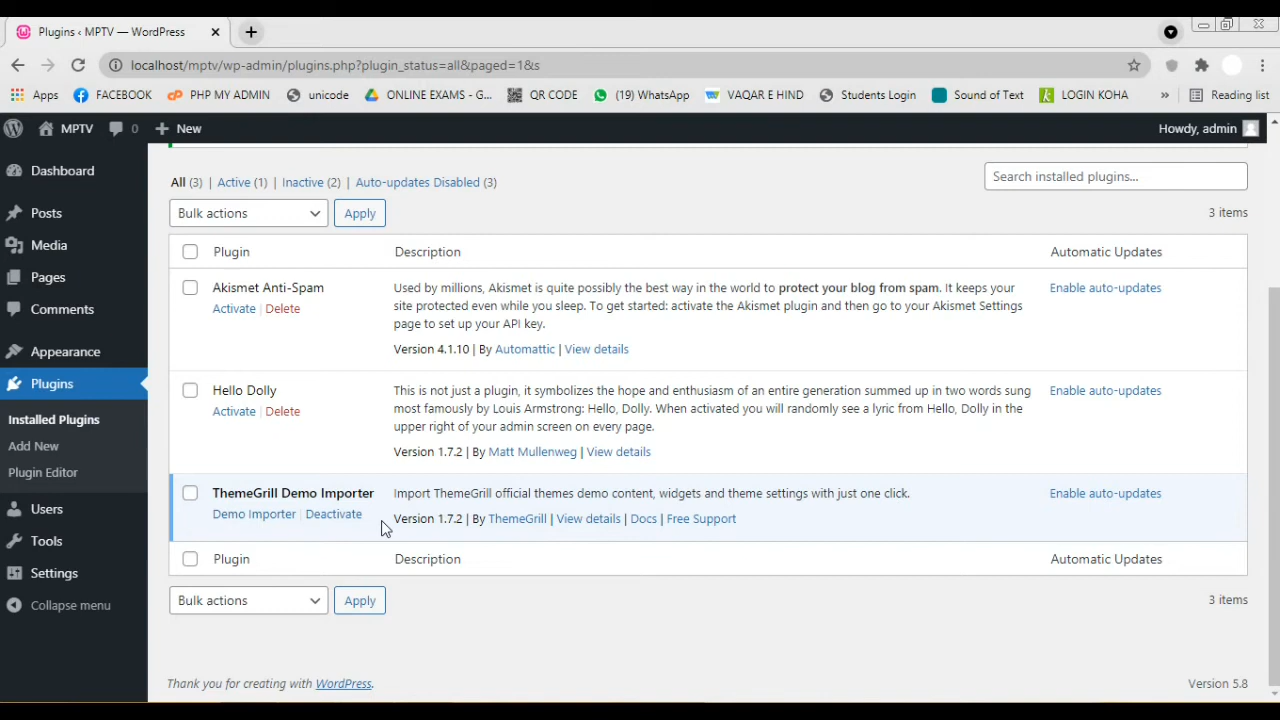 Plugins ‹ MPTV — WordPress
localhost/mptv/wp-admin/plugins.php?plugin_status=all&paged=1&s
Apps FACEBOOK PHP MY ADMIN unicode ONLINE EXAMS - G... QR CODE (19) WhatsApp VAQAR E HIND Students Login Sound of Text LOGIN KOHA » Reading list
MPTV 0 New Howdy, admin
Dashboard
Posts
Media
Pages
Comments
Appearance
Plugins
Installed Plugins
Add New
Plugin Editor
Users
Tools
Settings
Collapse menu
All (3) | Active (1) | Inactive (2) | Auto-updates Disabled (3)
Search installed plugins...
Bulk actions Apply
3 items
Plugin Description Automatic Updates
Akismet Anti-Spam
Activate | Delete
Used by millions, Akismet is quite possibly the best way in the world to protect your blog from spam. It keeps your
site protected even while you sleep. To get started: activate the Akismet plugin and then go to your Akismet Settings
page to set up your API key.
Version 4.1.10 | By Automattic | View details
Enable auto-updates
Hello Dolly
Activate | Delete
This is not just a plugin, it symbolizes the hope and enthusiasm of an entire generation summed up in two words sung
most famously by Louis Armstrong: Hello, Dolly. When activated you will randomly see a lyric from Hello, Dolly in the
upper right of your admin screen on every page.
Version 1.7.2 | By Matt Mullenweg | View details
Enable auto-updates
ThemeGrill Demo Importer
Demo Importer | Deactivate
Import ThemeGrill official themes demo content, widgets and theme settings with just one click.
Version 1.7.2 | By ThemeGrill | View details | Docs | Free Support
Enable auto-updates
Plugin Description Automatic Updates
Bulk actions Apply
3 items
Thank you for creating with WordPress.
Version 5.8